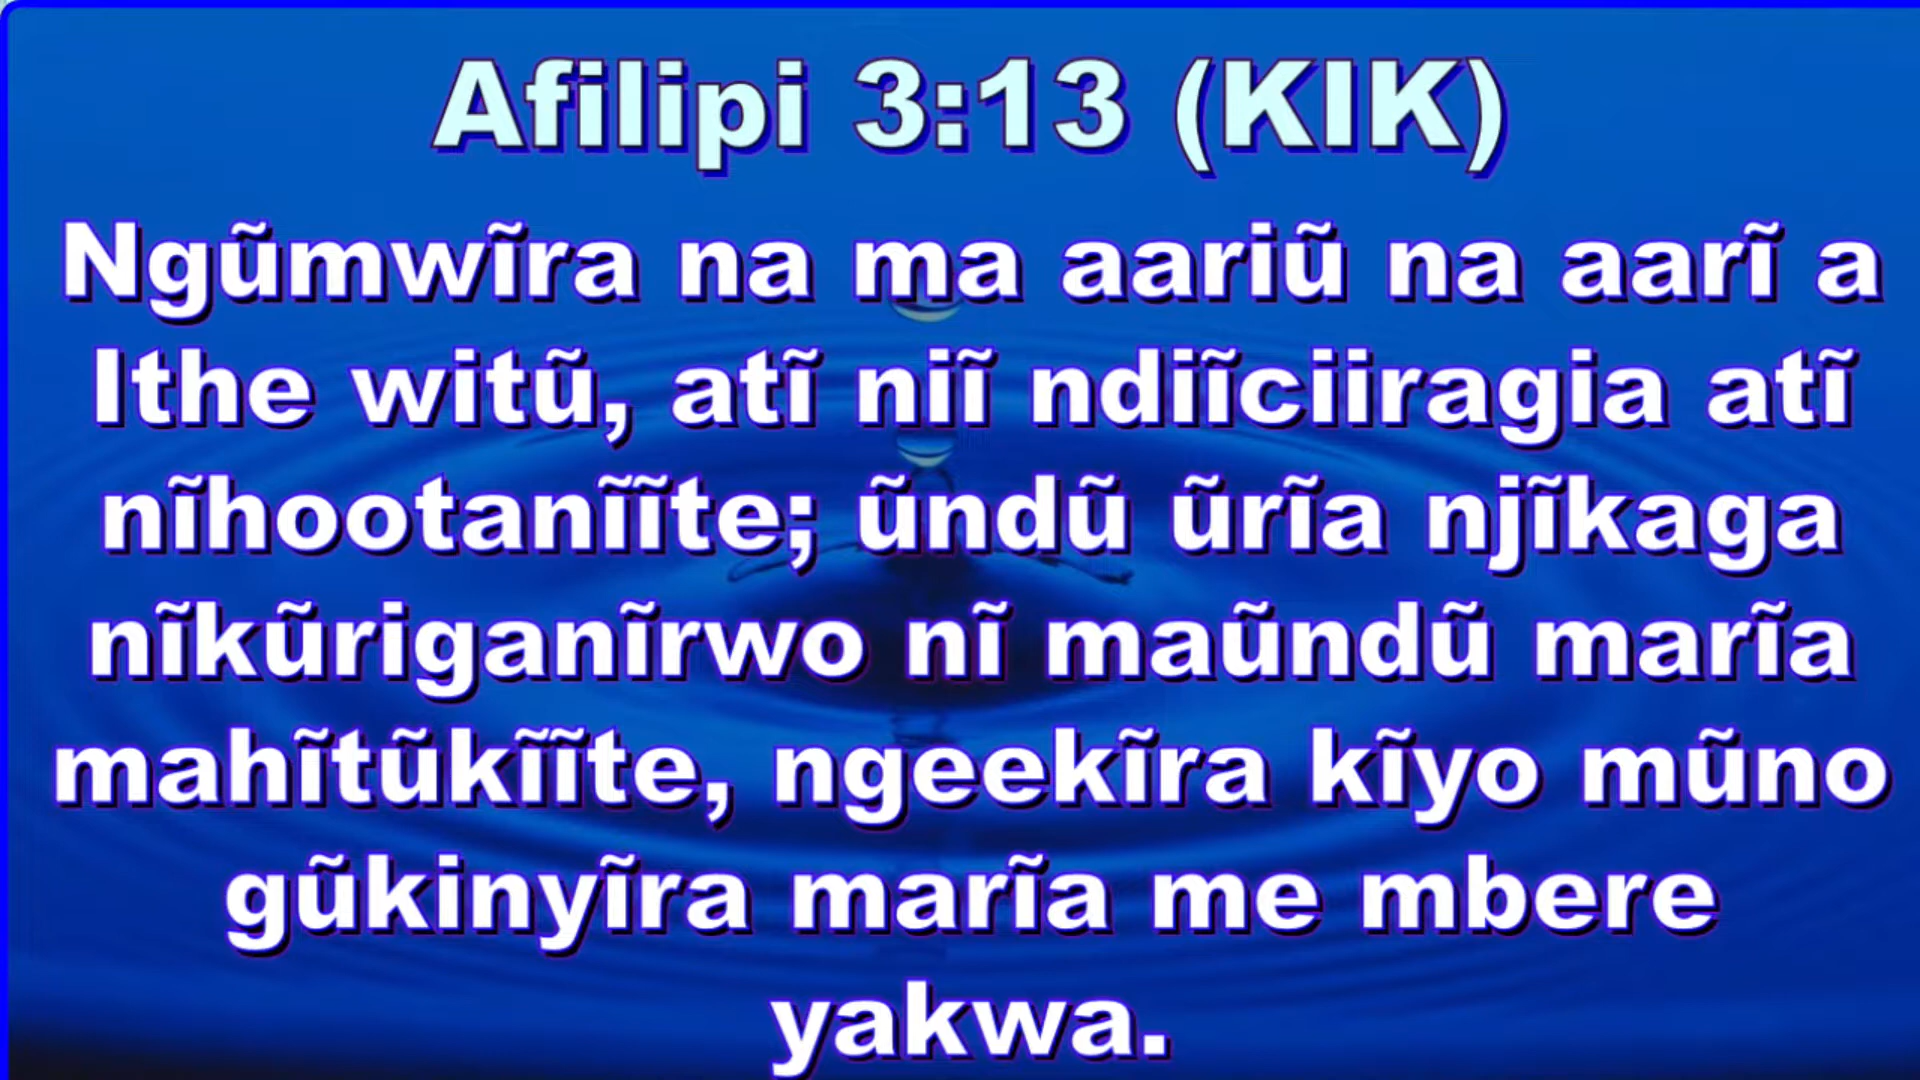 Afilipi 3:13 (KIK)
Ngũmwĩra na ma aariũ na aarĩ a
Ithe witũ, atĩ niĩ ndiĩciiragia atĩ
nĩhootanĩĩte; ũndũ ũrĩa njĩkaga
nĩkũriganĩrwo nĩ maũndũ marĩa
mahĩtũkĩĩte, ngeekĩra kĩyo mũno
gũkinyĩra marĩa me mbere
yakwa.